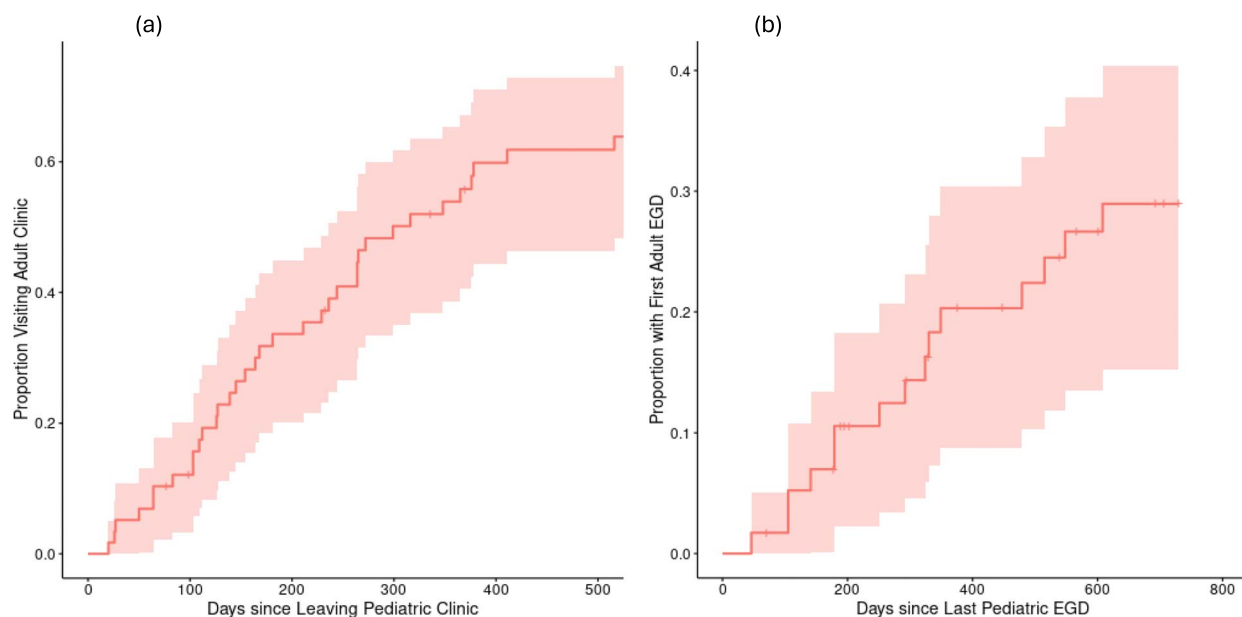 (a)
Proportion Visiting Adult Clinic
0.6
0.4
0.2
0.0
0 100 200 300 400 500
Days since Leaving Pediatric Clinic
(b)
Proportion with First Adult EGD
0.4
0.3
0.2
0.1
0.0
0 200 400 600 800
Days since Last Pediatric EGD